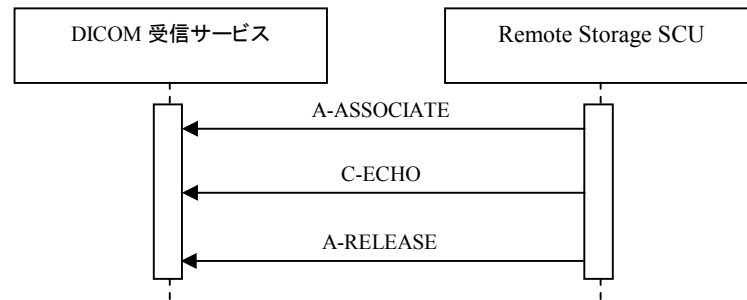 DICOM 受信サービス
Remote Storage SCU
A-ASSOCIATE
C-ECHO
A-RELEASE